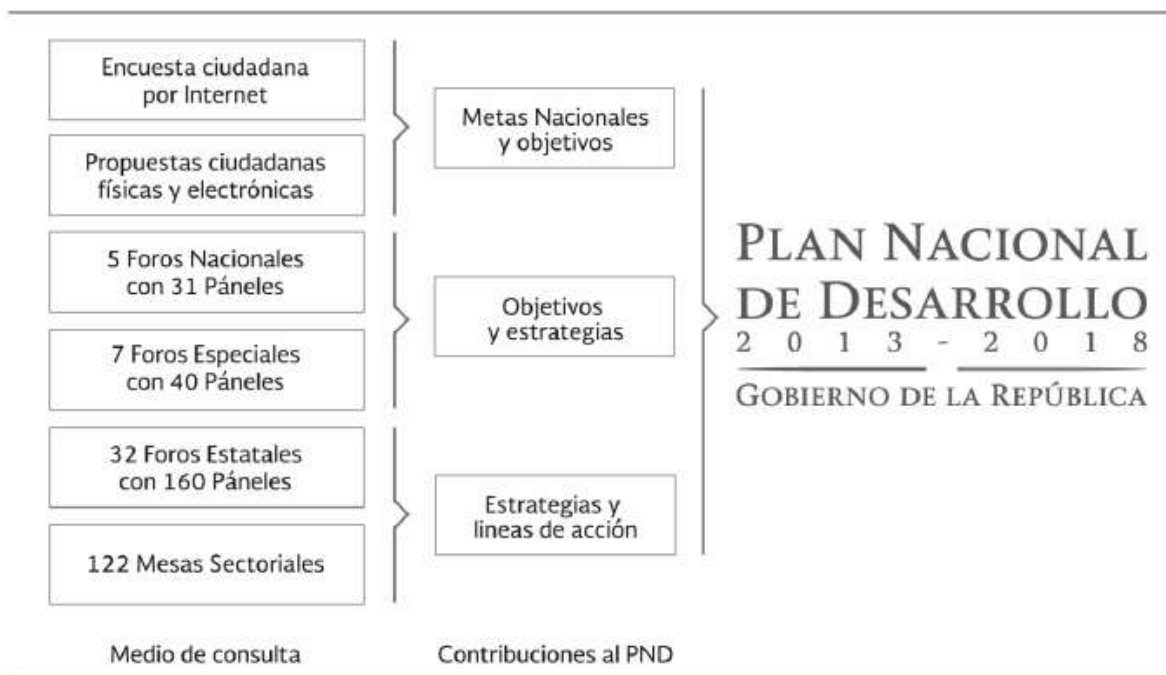 Encuesta ciudadana
por Internet
Propuestas ciudadanas
físicas y electrónicas
5 Foros Nacionales
con 31 Páneles
7 Foros Especiales
con 40 Páneles
32 Foros Estatales
con 160 Páneles
122 Mesas Sectoriales
Medio de consulta
Metas Nacionales
y objetivos
Objetivos
y estrategias
Estrategias y
lineas de acción
Contribuciones al PND
PLAN NACIONAL
DE DESARROLLO
2 0 1 3 - 2 0 1 8
GOBIERNO DE LA REPÚBLICA